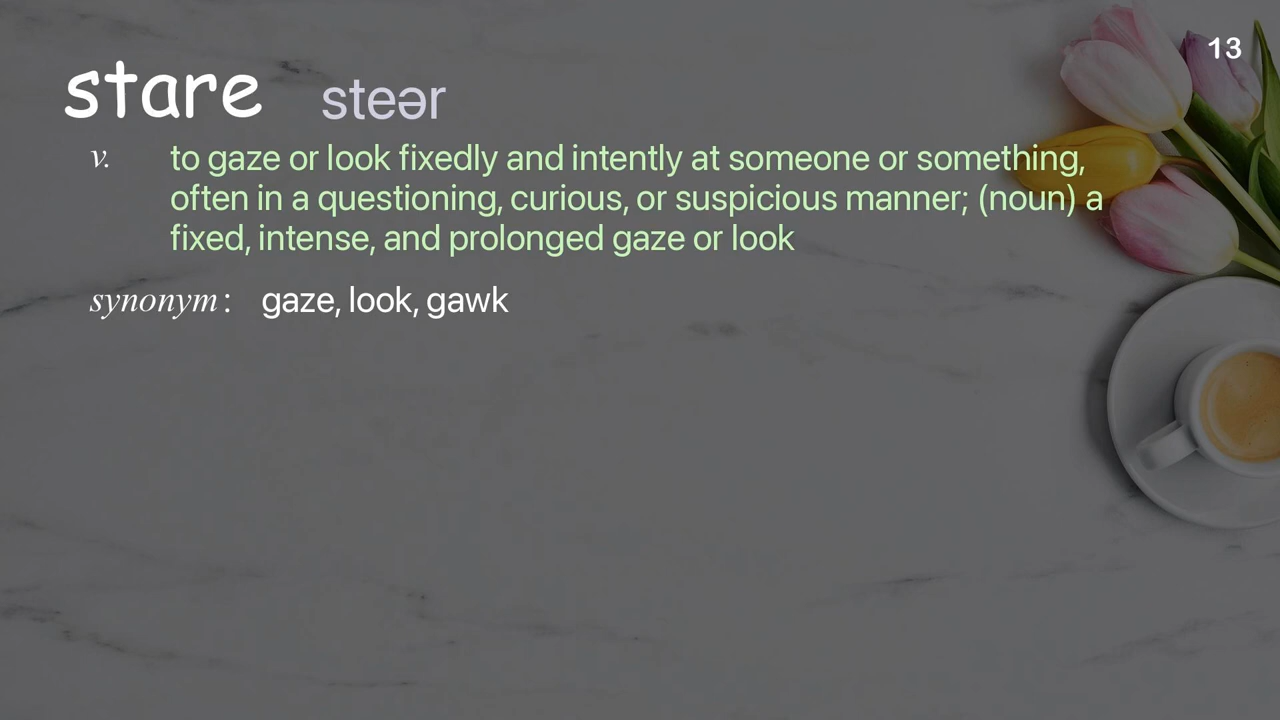 13
stare steər
v. to gaze or look fixedly and intently at someone or something,
often in a questioning, curious, or suspicious manner; (noun) a
fixed, intense, and prolonged gaze or look
synonym: gaze, look, gawk